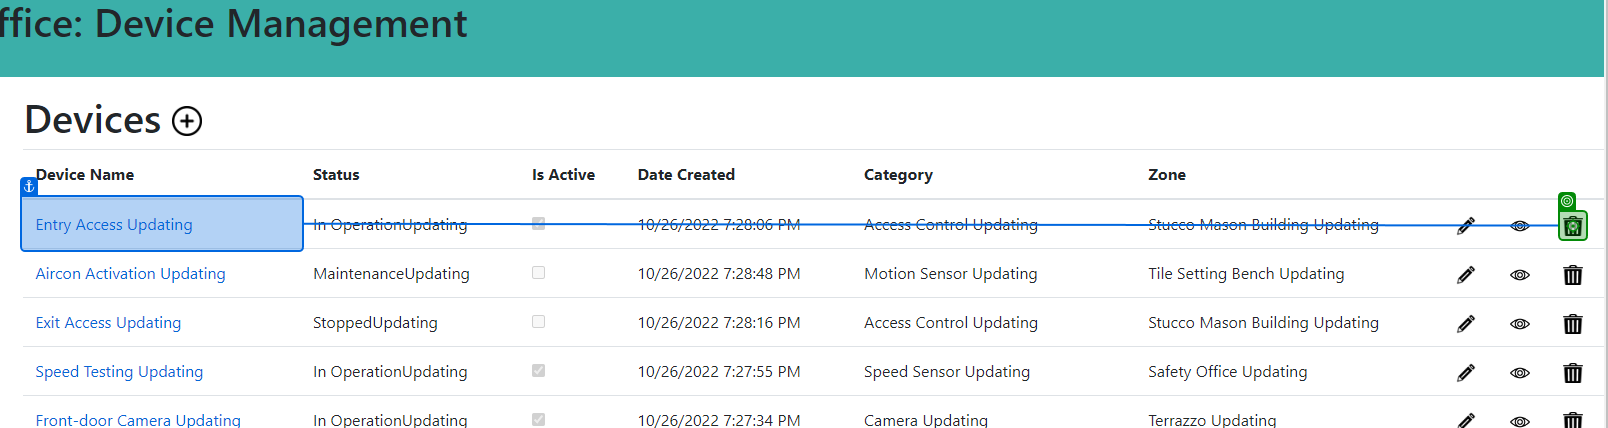 ffice: Device Management
Devices
Device Name Status Is Active Date Created Category Zone
Entry Access Updating In OperationUpdating 10/26/2022 7:28:06 PM Access Control Updating Stucco Mason Building Updating
Aircon Activation Updating MaintenanceUpdating 10/26/2022 7:28:48 PM Motion Sensor Updating Tile Setting Bench Updating
Exit Access Updating StoppedUpdating 10/26/2022 7:28:16 PM Access Control Updating Stucco Mason Building Updating
Speed Testing Updating In OperationUpdating 10/26/2022 7:27:55 PM Speed Sensor Updating Safety Office Updating
Front-door Camera Updating In OperationUpdating 10/26/2022 7:27:34 PM Camera Updating Terrazzo Updating